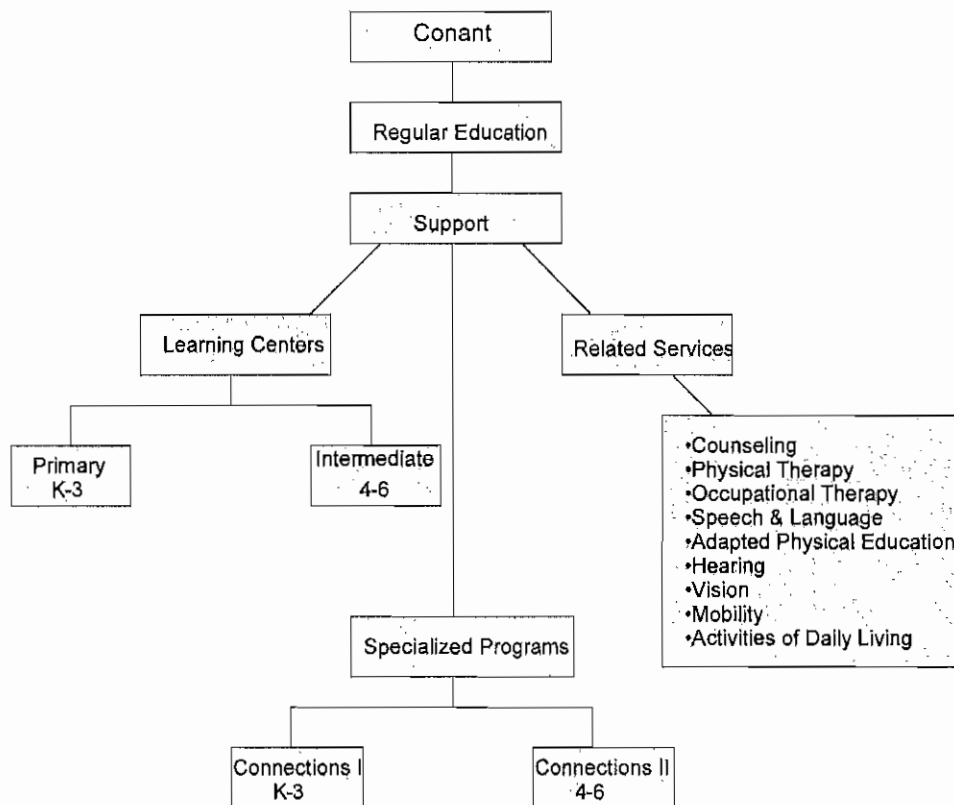 Conant
Regular Education
Support
Learning Centers
Related Services
Primary
K-3
Intermediate
4-6
•Counseling
•Physical Therapy
•Occupational Therapy
•Speech & Language
•Adapted Physical Education
•Hearing
•Vision
•Mobility
•Activities of Daily Living
Specialized Programs
Connections I
K-3
Connections II
4-6